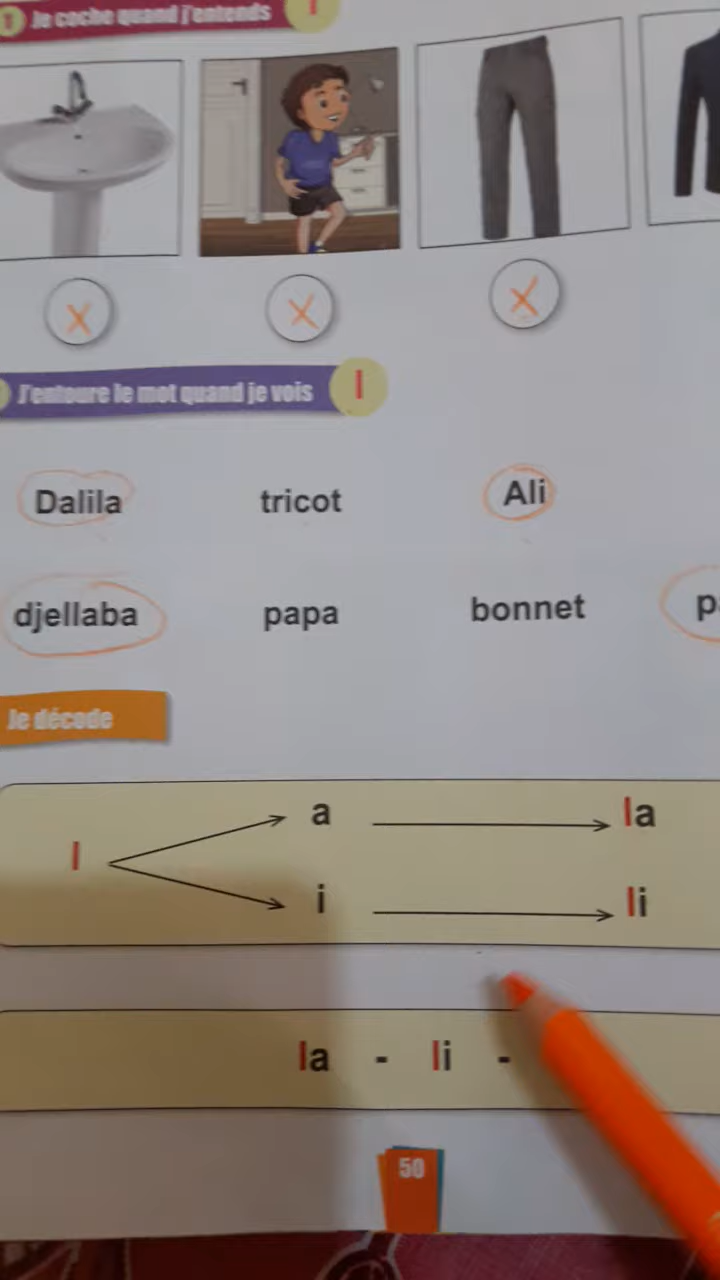 Je coche quand j'entends l
X X X
J'entoure le mot quand je vois l
Dalila tricot Ali
djellaba papa bonnet
Je décode
l a la
i li
la - li -
50